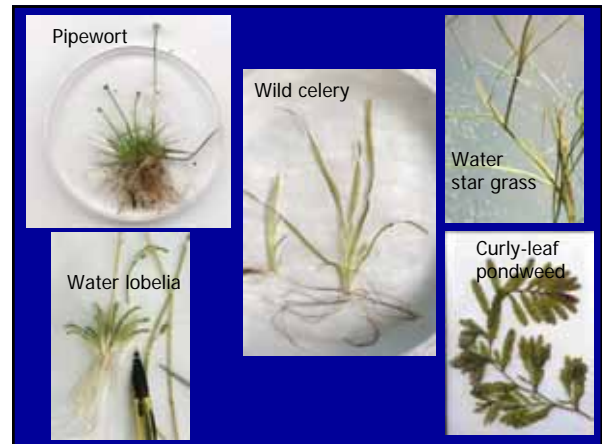 Pipewort
Wild celery
Water
star grass
Water lobelia
Curly-leaf
pondweed